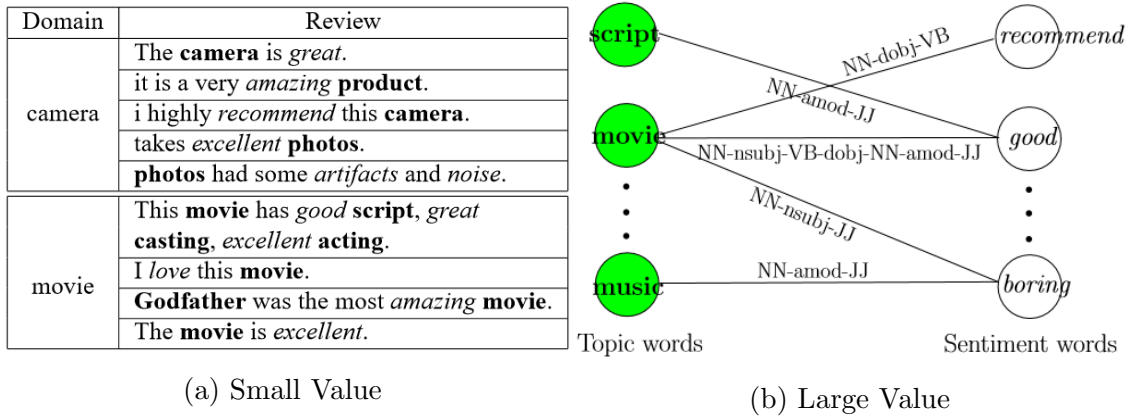 Domain Review
camera
The camera is great.
it is a very amazing product.
i highly recommend this camera.
takes excellent photos.
photos had some artifacts and noise.
movie
This movie has good script, great
casting, excellent acting.
I love this movie.
Godfather was the most amazing movie.
The movie is excellent.
(a) Small Value
script
recommend
NN-dobj-VB
NN-amod-JJ
movie
good
NN-nsubj-VB-dobj-NN-amod-JJ
NN-nsubj-JJ
NN-amod-JJ
music
boring
Topic words
Sentiment words
(b) Large Value